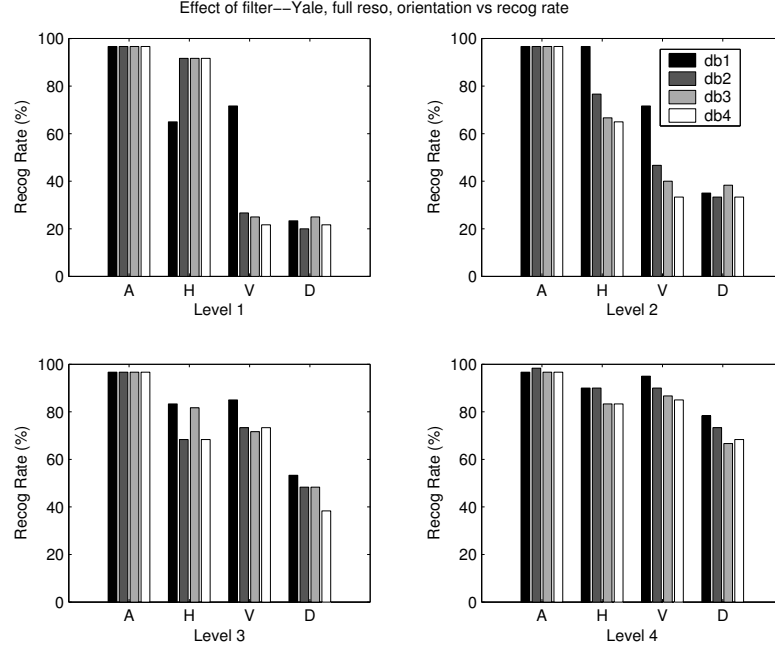 Effect of filter−−Yale, full reso, orientation vs recog rate
100
80
60
40
20
0
Recog Rate (%)
A H V D
Level 1
100
80
60
40
20
0
Recog Rate (%)
db1
db2
db3
db4
A H V D
Level 2
100
80
60
40
20
0
Recog Rate (%)
A H V D
Level 3
100
80
60
40
20
0
Recog Rate (%)
A H V D
Level 4